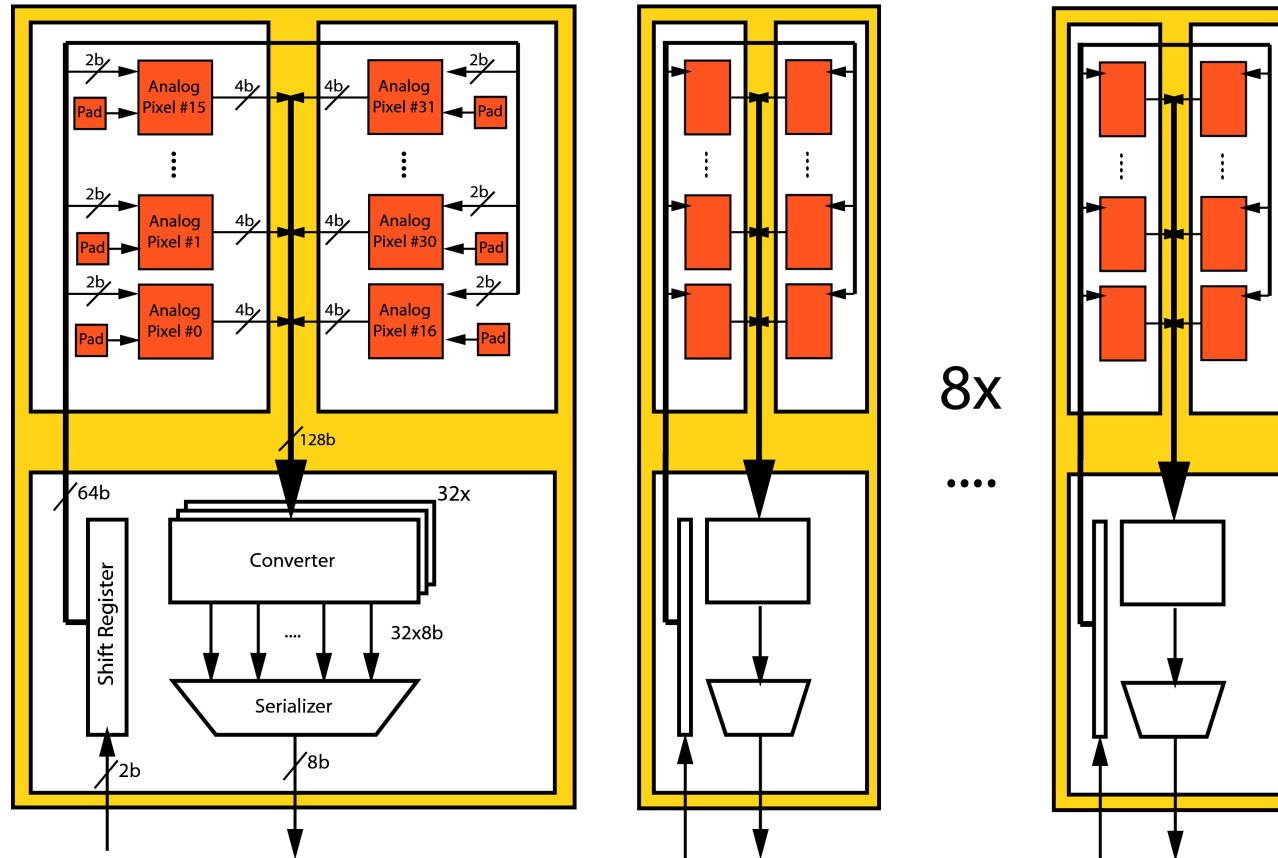 2b
Analog
Pixel #15
4b
4b
Analog
Pixel #31
2b
Pad
Pad
2b
Analog
Pixel #1
4b
4b
Analog
Pixel #30
2b
Pad
Pad
2b
Analog
Pixel #0
4b
4b
Analog
Pixel #16
2b
Pad
Pad
8x
....
128b
64b
32x
Converter
Shift Register
....
32x8b
Serializer
2b
8b